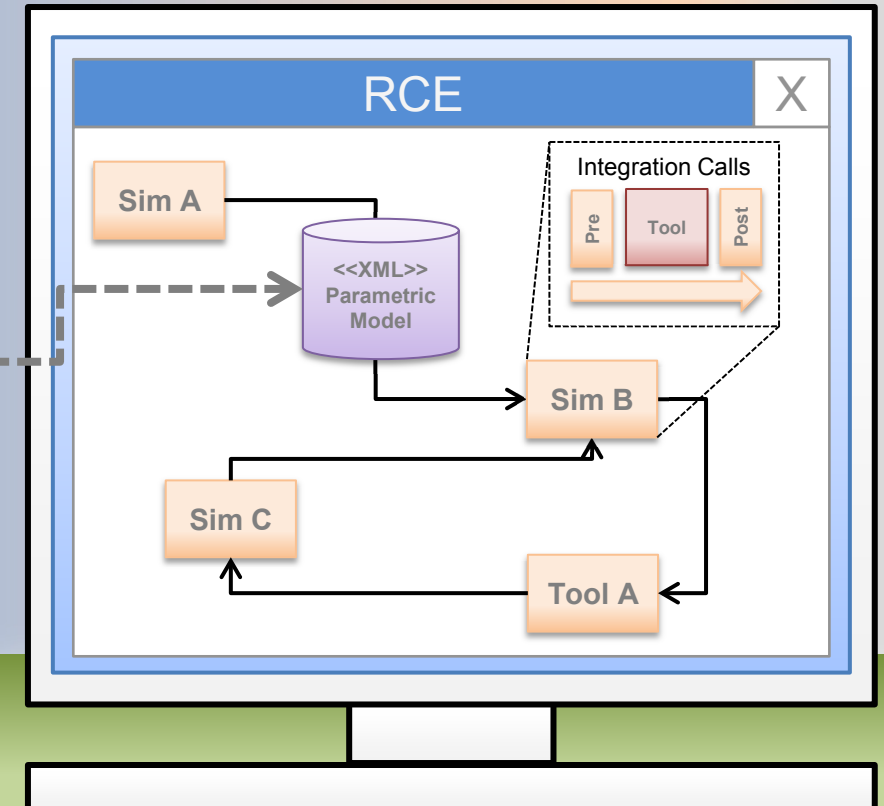 RCE
X
Sim A
Integration Calls
Pre
Tool
Post
<<XML>>
Parametric
Model
Sim B
Sim C
Tool A